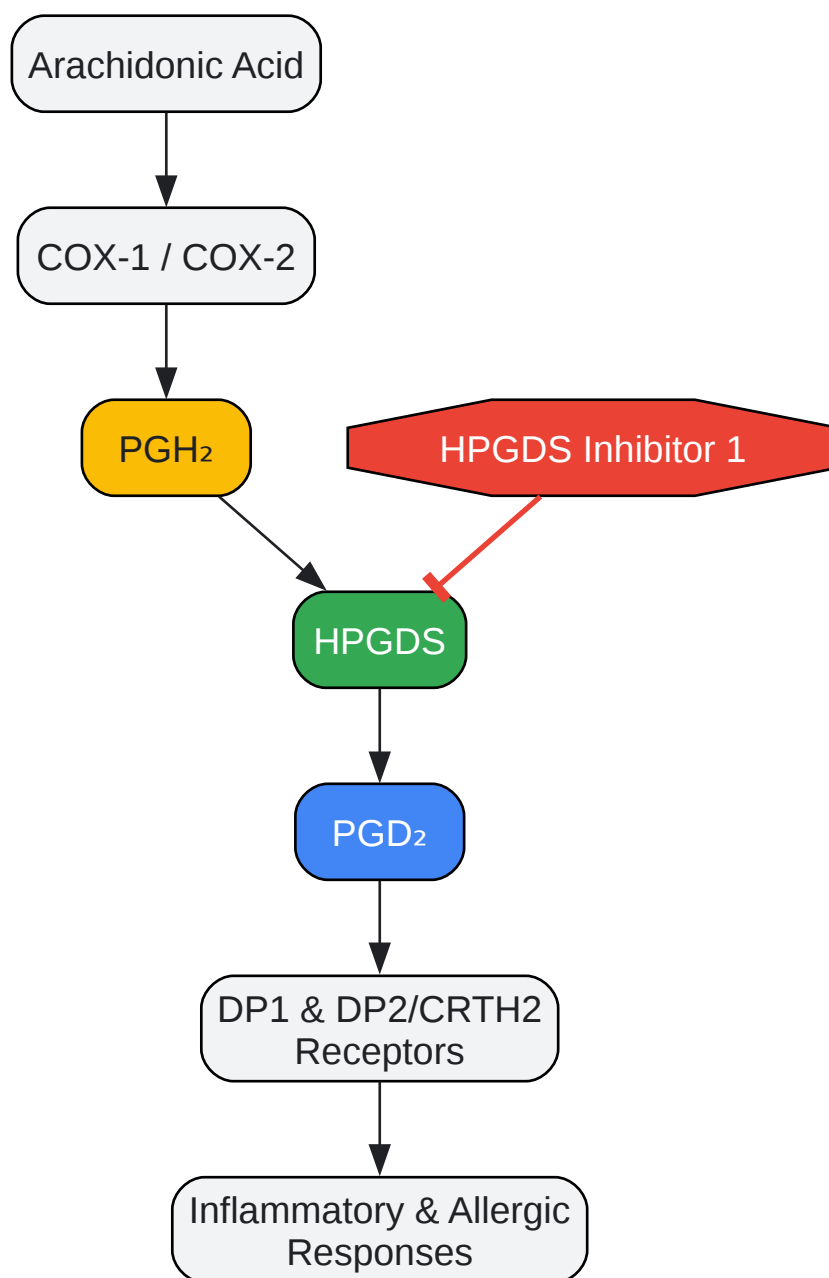 Arachidonic Acid
COX-1 / COX-2
PGH₂
HPGDS Inhibitor 1
HPGDS
PGD₂
DP1 & DP2/CRTH2
Receptors
Inflammatory & Allergic
Responses